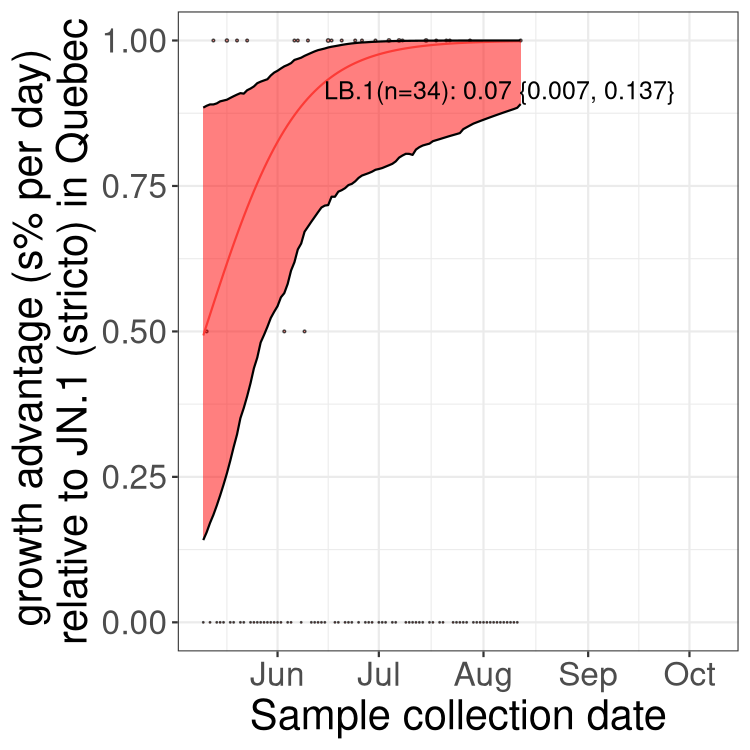 growth advantage (s% per day)
relative to JN.1 (stricto) in Quebec
1.00
0.75
0.50
0.25
0.00
LB.1(n=34): 0.07 {0.007, 0.137}
Jun Jul Aug Sep Oct
Sample collection date